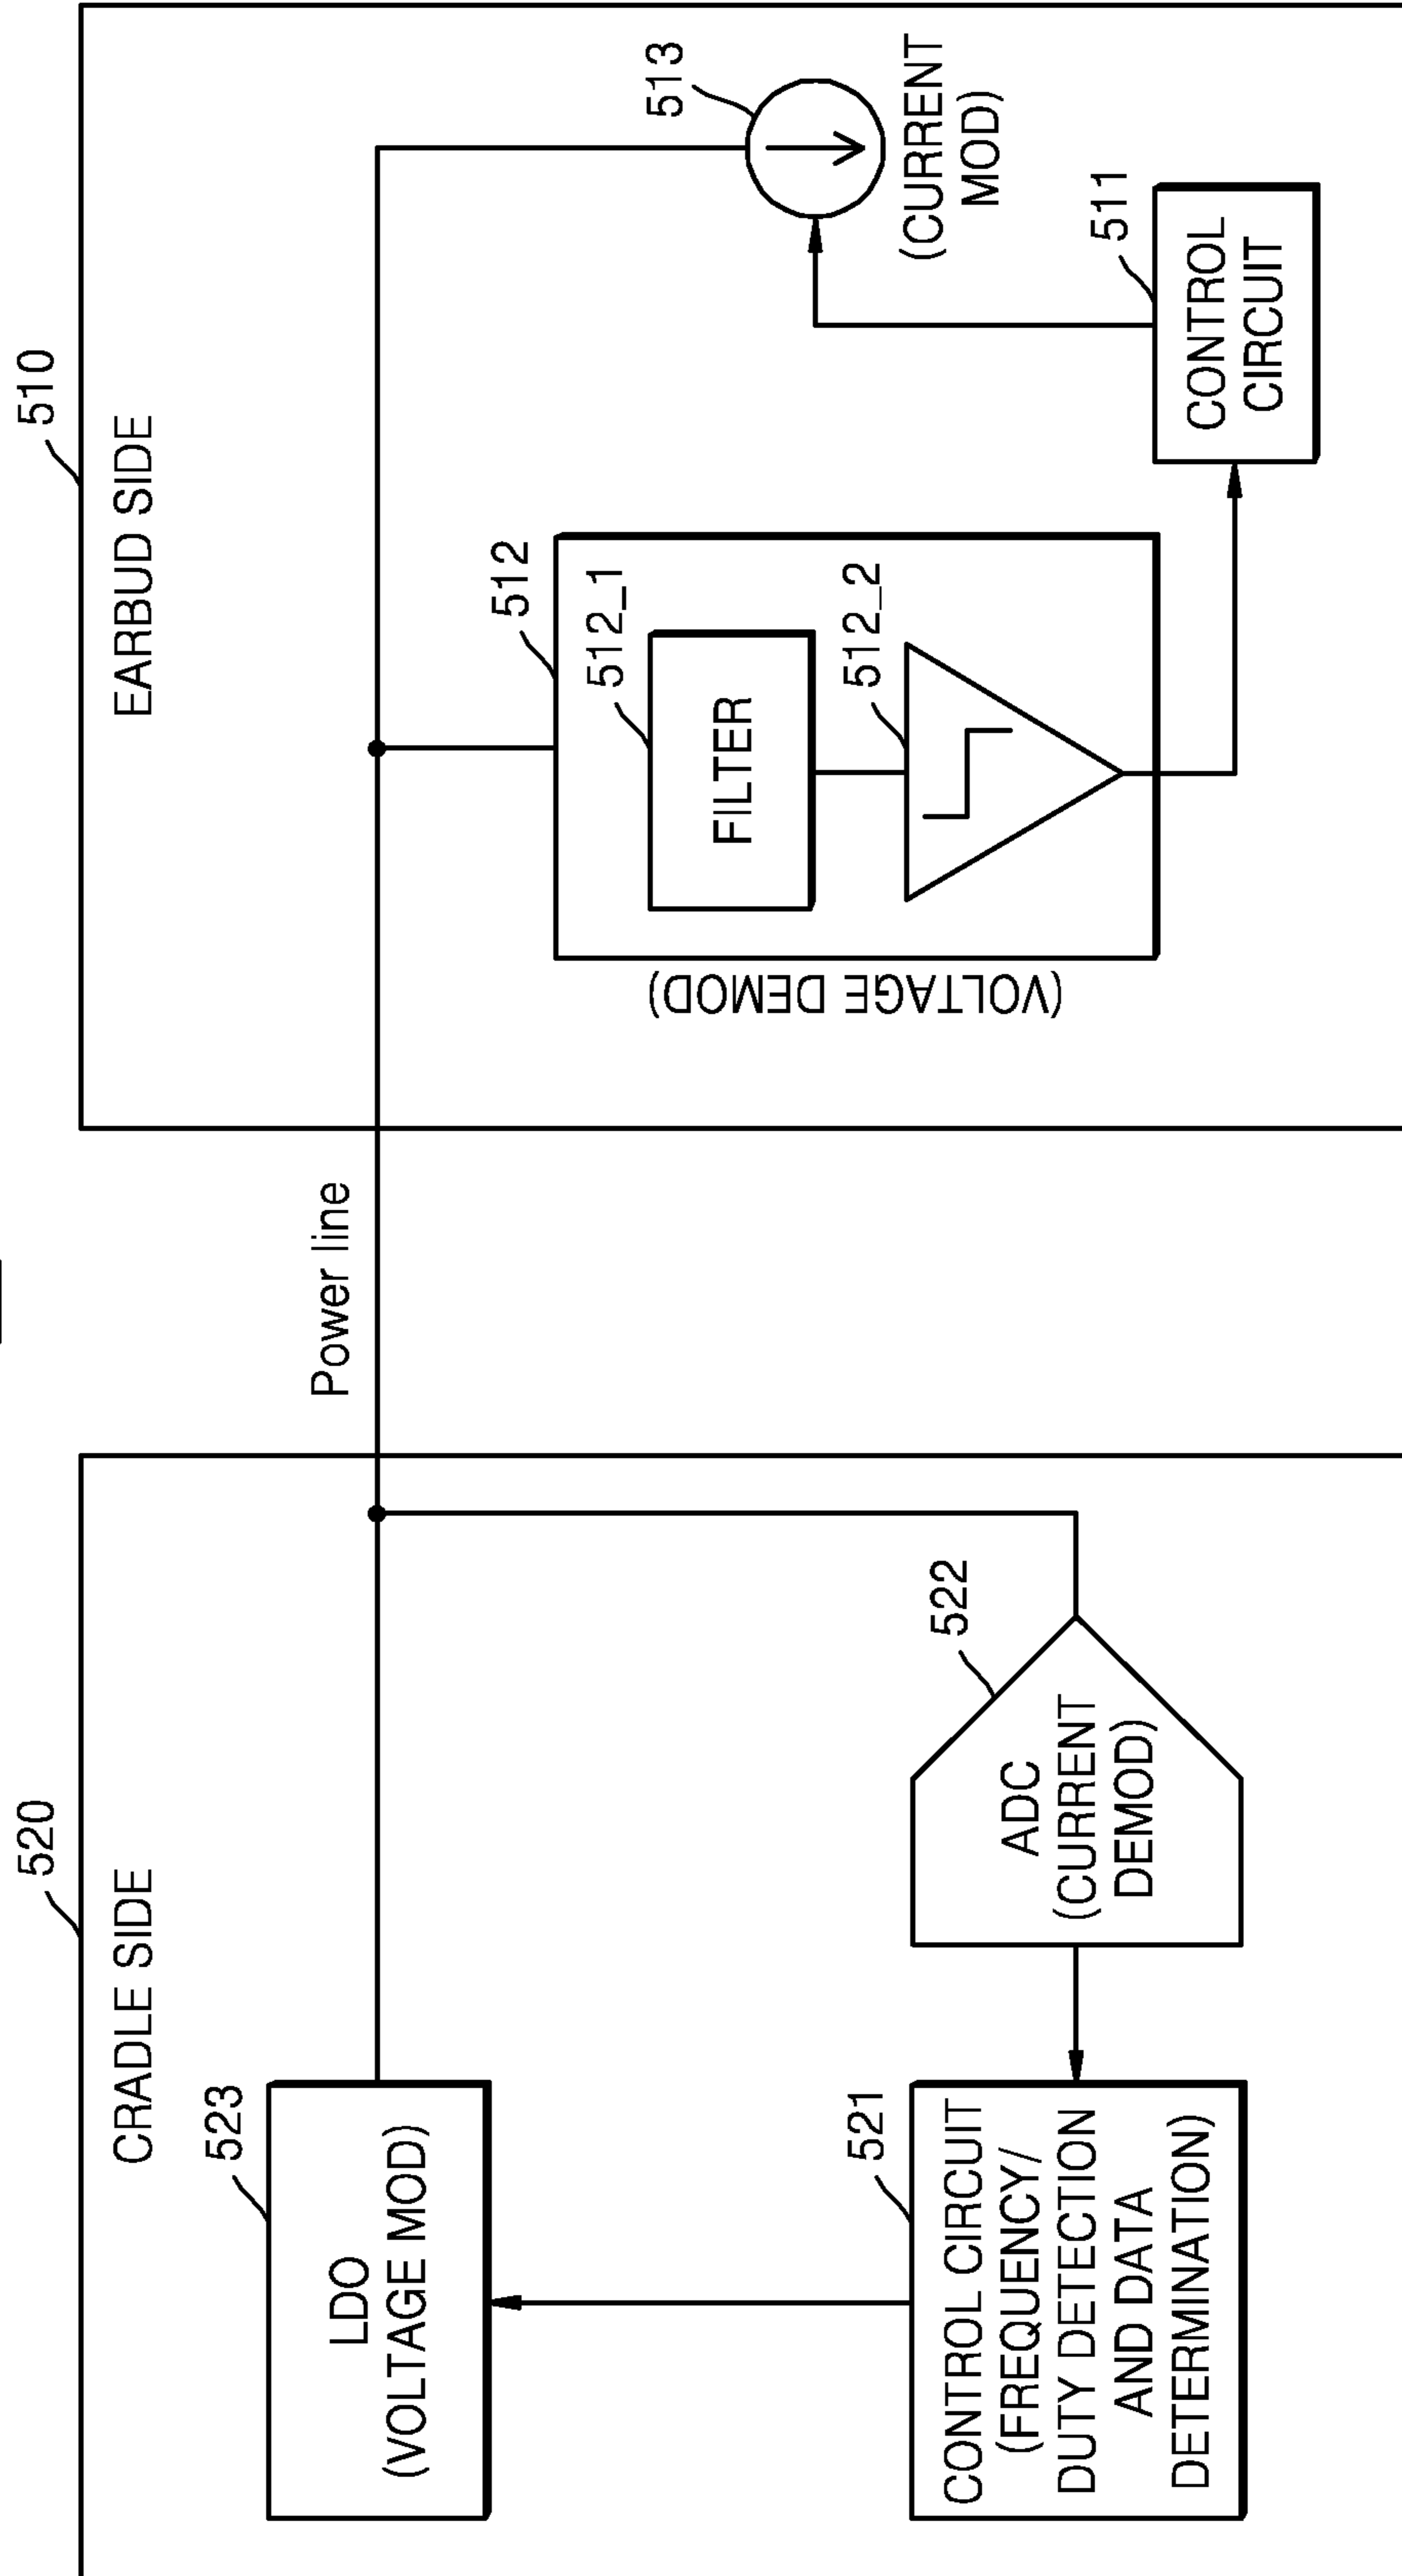 520
CRADLE SIDE
523
LDO
(VOLTAGE MOD)
521
CONTROL CIRCUIT
(FREQUENCY/
DUTY DETECTION
AND DATA
DETERMINATION)
522
ADC
(CURRENT
DEMOD)
Power line
510
EARBUD SIDE
512
512_1
FILTER
512_2
(VOLTAGE DEMOD)
513
(CURRENT
MOD)
511
CONTROL
CIRCUIT